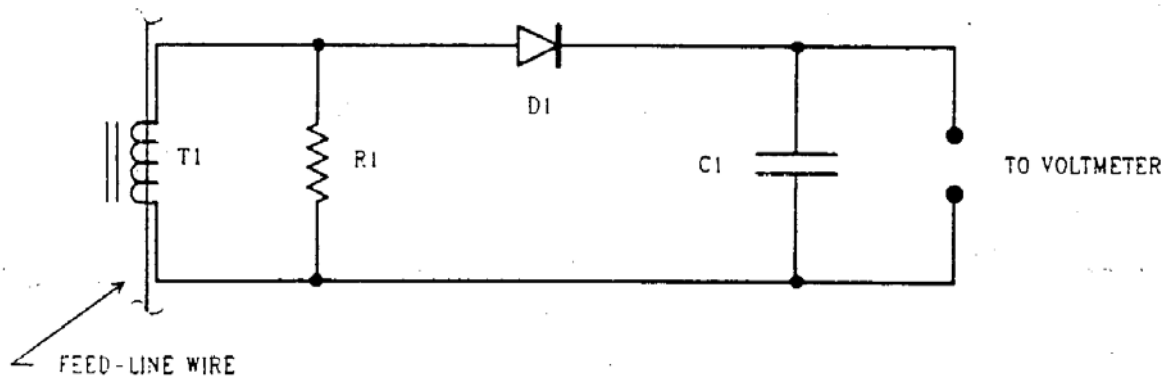 D1
T1
R1
C1
TO VOLTMETER
FEED-LINE WIRE